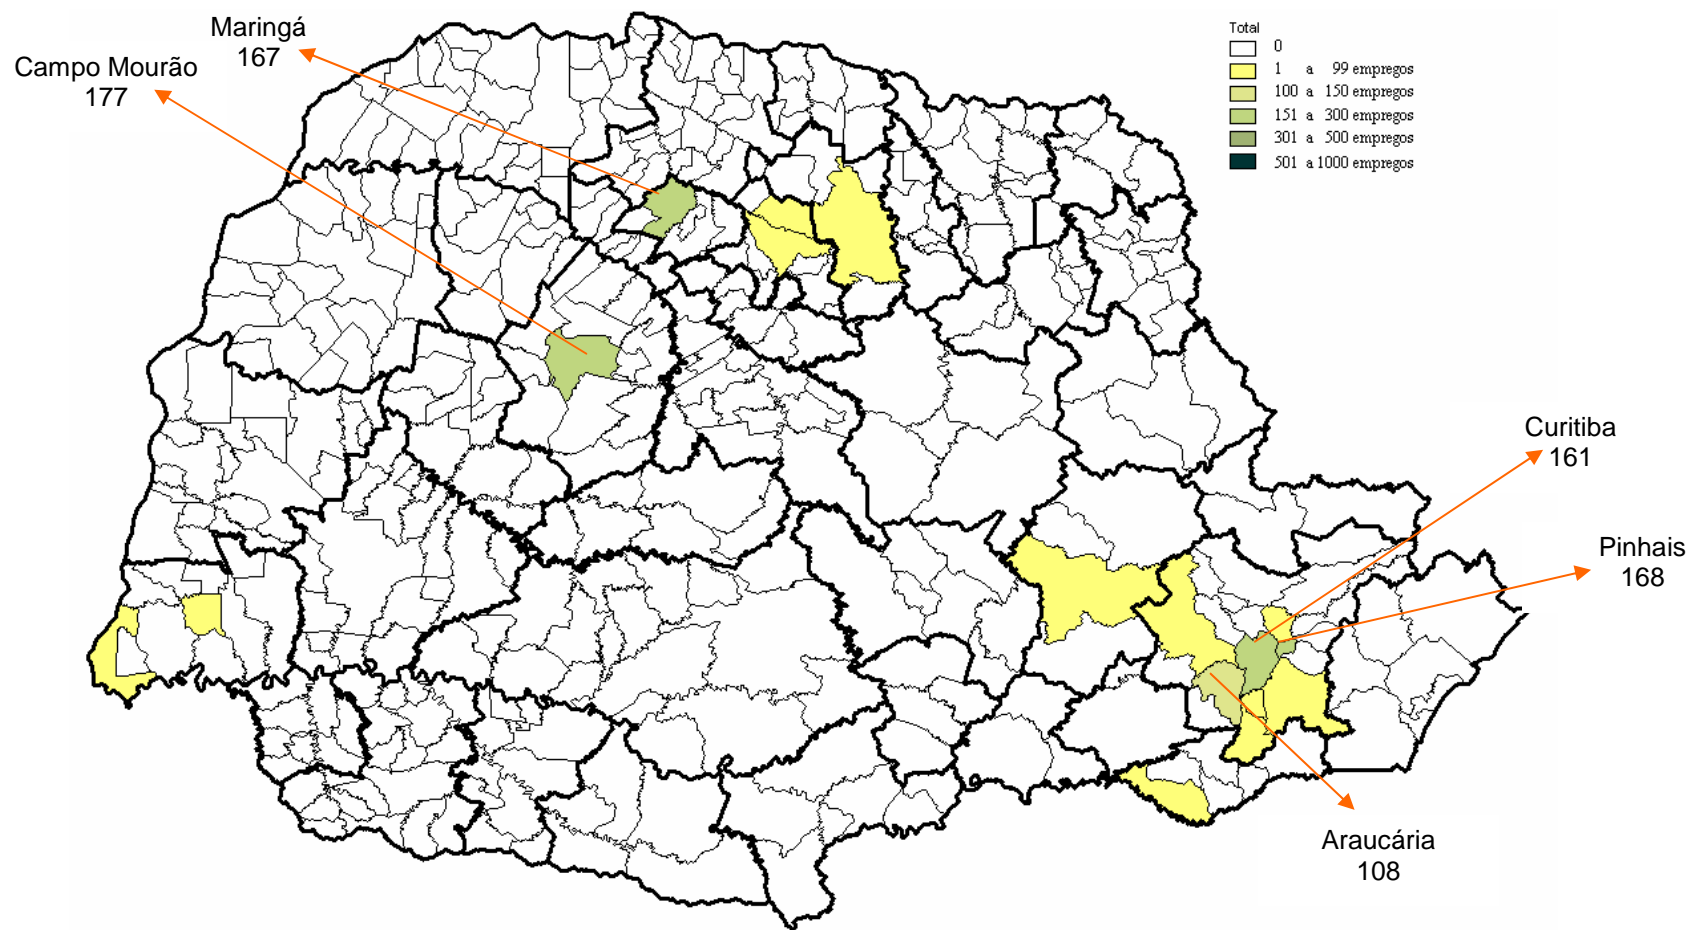 Maringá
167
Campo Mourão
177
Total
0
1 a 99 empregos
100 a 150 empregos
151 a 300 empregos
301 a 500 empregos
501 a 1000 empregos
Curitiba
161
Pinhais
168
Araucária
108